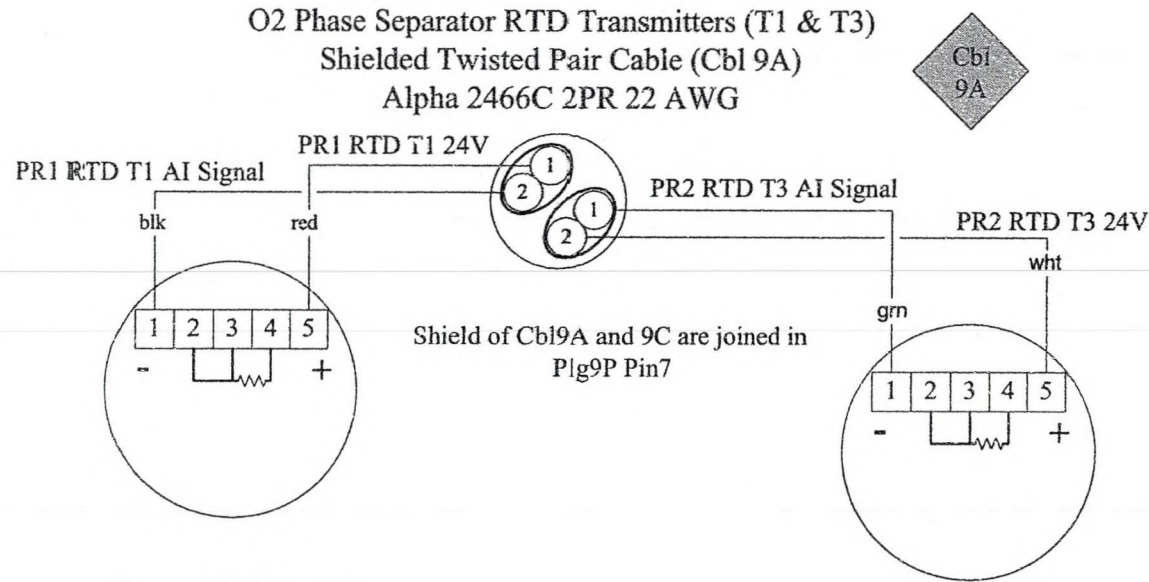 O2 Phase Separator RTD Transmitters (T1 & T3)
Shielded Twisted Pair Cable (Cbl 9A)
Alpha 2466C 2PR 22 AWG
Cbl
9A
PR1 RTD T1 24V
PR1 RTD T1 AI Signal
1
2
1
2
PR2 RTD T3 AI Signal
PR2 RTD T3 24V
blk
red
wht
grn
1 2 3 4 5
- +
Shield of Cbl9A and 9C are joined in
Plg9P Pin7
1 2 3 4 5
- +